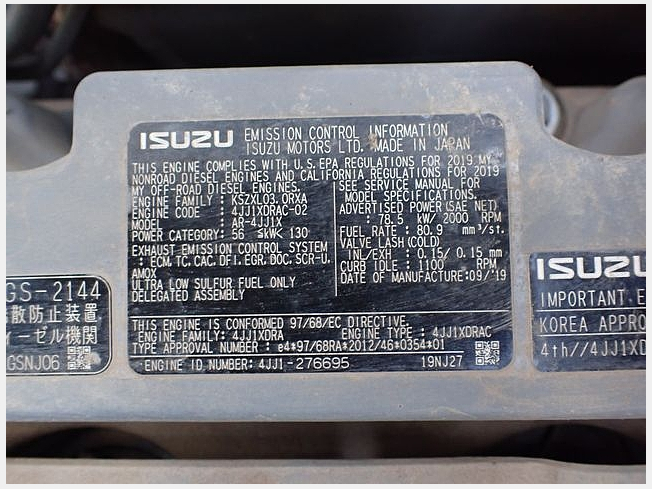 ISUZU EMISSION CONTROL INFORMATION
ISUZU MOTORS LTD. MADE IN JAPAN
THIS ENGINE COMPLIES WITH U.S.EPA REGULATIONS FOR 2019 MY
NONROAD DIESEL ENGINES AND CALIFORNIA REGULATIONS FOR 2019
MY OFF-ROAD DIESEL ENGINES.
ENGINE FAMILY : KSZXL03.0RXA
ENGINE CODE : 4JJ1XDRAC-02
MODEL : AR-4JJ1X
POWER CATEGORY: 56 ≤kW< 130
EXHAUST EMISSION CONTROL SYSTEM
: ECM,TC,CAC,DFI,EGR,DOC,SCR-U,
AMOX
ULTRA LOW SULFUR FUEL ONLY
DELEGATED ASSEMBLY
SEE SERVICE MANUAL FOR
MODEL SPECIFICATIONS.
ADVERTISED POWER(SAE NET)
: 78.5 kW/ 2000 RPM
FUEL RATE : 80.9 mm³/st.
VALVE LASH(COLD)
INL/EXH : 0.15/ 0.15 mm
CURB IDLE : 1100 RPM
DATE OF MANUFACTURE:09/'19
THIS ENGINE IS CONFORMED 97/68/EC DIRECTIVE.
ENGINE FAMILY: 4JJ1XDRA ENGINE TYPE : 4JJ1XDRAC
TYPE APPROVAL NUMBER : e4*97/68RA*2012/46*0354*01
ENGINE ID NUMBER: 4JJ1-276695 19NJ27
GS-2144
散防止装置
ィーゼル機関
GSNJ06
ISUZU
IMPORTANT E
KOREA APPRO
4th//4JJ1XD